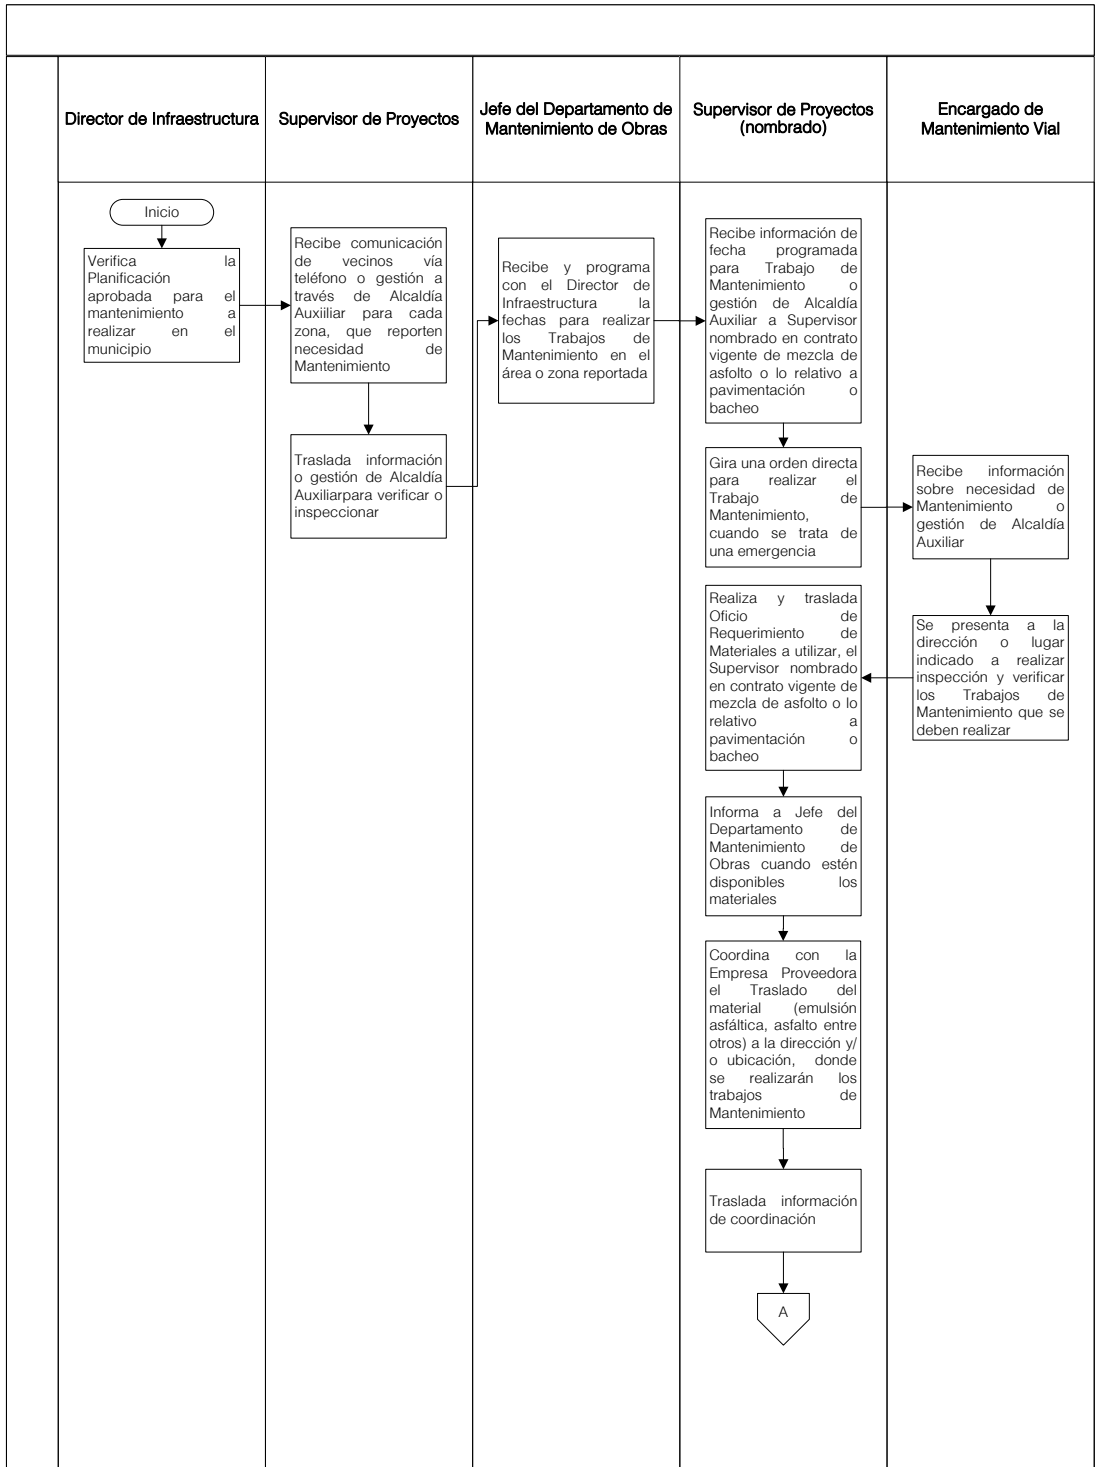 Director de Infraestructura
Supervisor de Proyectos
Jefe del Departamento de
Mantenimiento de Obras
Supervisor de Proyectos
(nombrado)
Encargado de
Mantenimiento Vial
Inicio
Verifica la
Planificación
aprobada para el
mantenimiento a
realizar en el
municipio
Recibe comunicación
de vecinos vía
teléfono o gestión a
través de Alcaldía
Auxiiliar para cada
zona, que reporten
necesidad de
Mantenimiento
Traslada información
o gestión de Alcaldía
Auxiliarpara verificar o
inspeccionar
Recibe y programa
con el Director de
Infraestructura la
fechas para realizar
los Trabajos de
Mantenimiento en el
área o zona reportada
Recibe información de
fecha programada
para Trabajo de
Mantenimiento o
gestión de Alcaldía
Auxiliar a Supervisor
nombrado en contrato
vigente de mezcla de
asfolto o lo relativo a
pavimentación o
bacheo
Gira una orden directa
para realizar el
Trabajo de
Mantenimiento,
cuando se trata de
una emergencia
Recibe información
sobre necesidad de
Mantenimiento o
gestión de Alcaldía
Auxiliar
Se presenta a la
dirección o lugar
indicado a realizar
inspección y verificar
los Trabajos de
Mantenimiento que se
deben realizar
Realiza y traslada
Oficio de
Requerimiento de
Materiales a utilizar, el
Supervisor nombrado
en contrato vigente de
mezcla de asfolto o lo
relativo a
pavimentación o
bacheo
Informa a Jefe del
Departamento de
Mantenimiento de
Obras cuando estén
disponibles los
materiales
Coordina con la
Empresa Proveedora
el Traslado del
material (emulsión
asfáltica, asfalto entre
otros) a la dirección y/
o ubicación, donde
se realizarán los
trabajos de
Mantenimiento
Traslada información
de coordinación
A